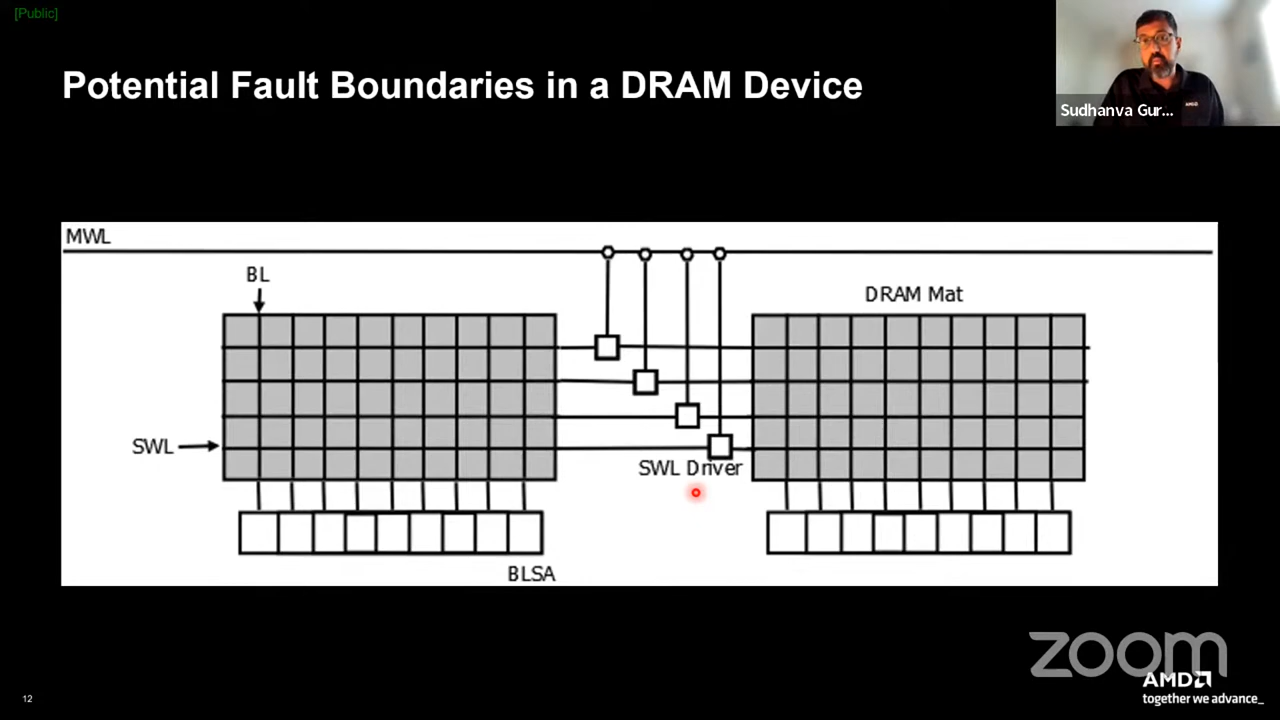 [Public]
Potential Fault Boundaries in a DRAM Device
Sudhanva Gur...
AMD
MWL
BL
DRAM Mat
SWL
SWL Driver
BLSA
zoom
AMD
together we advance_
12